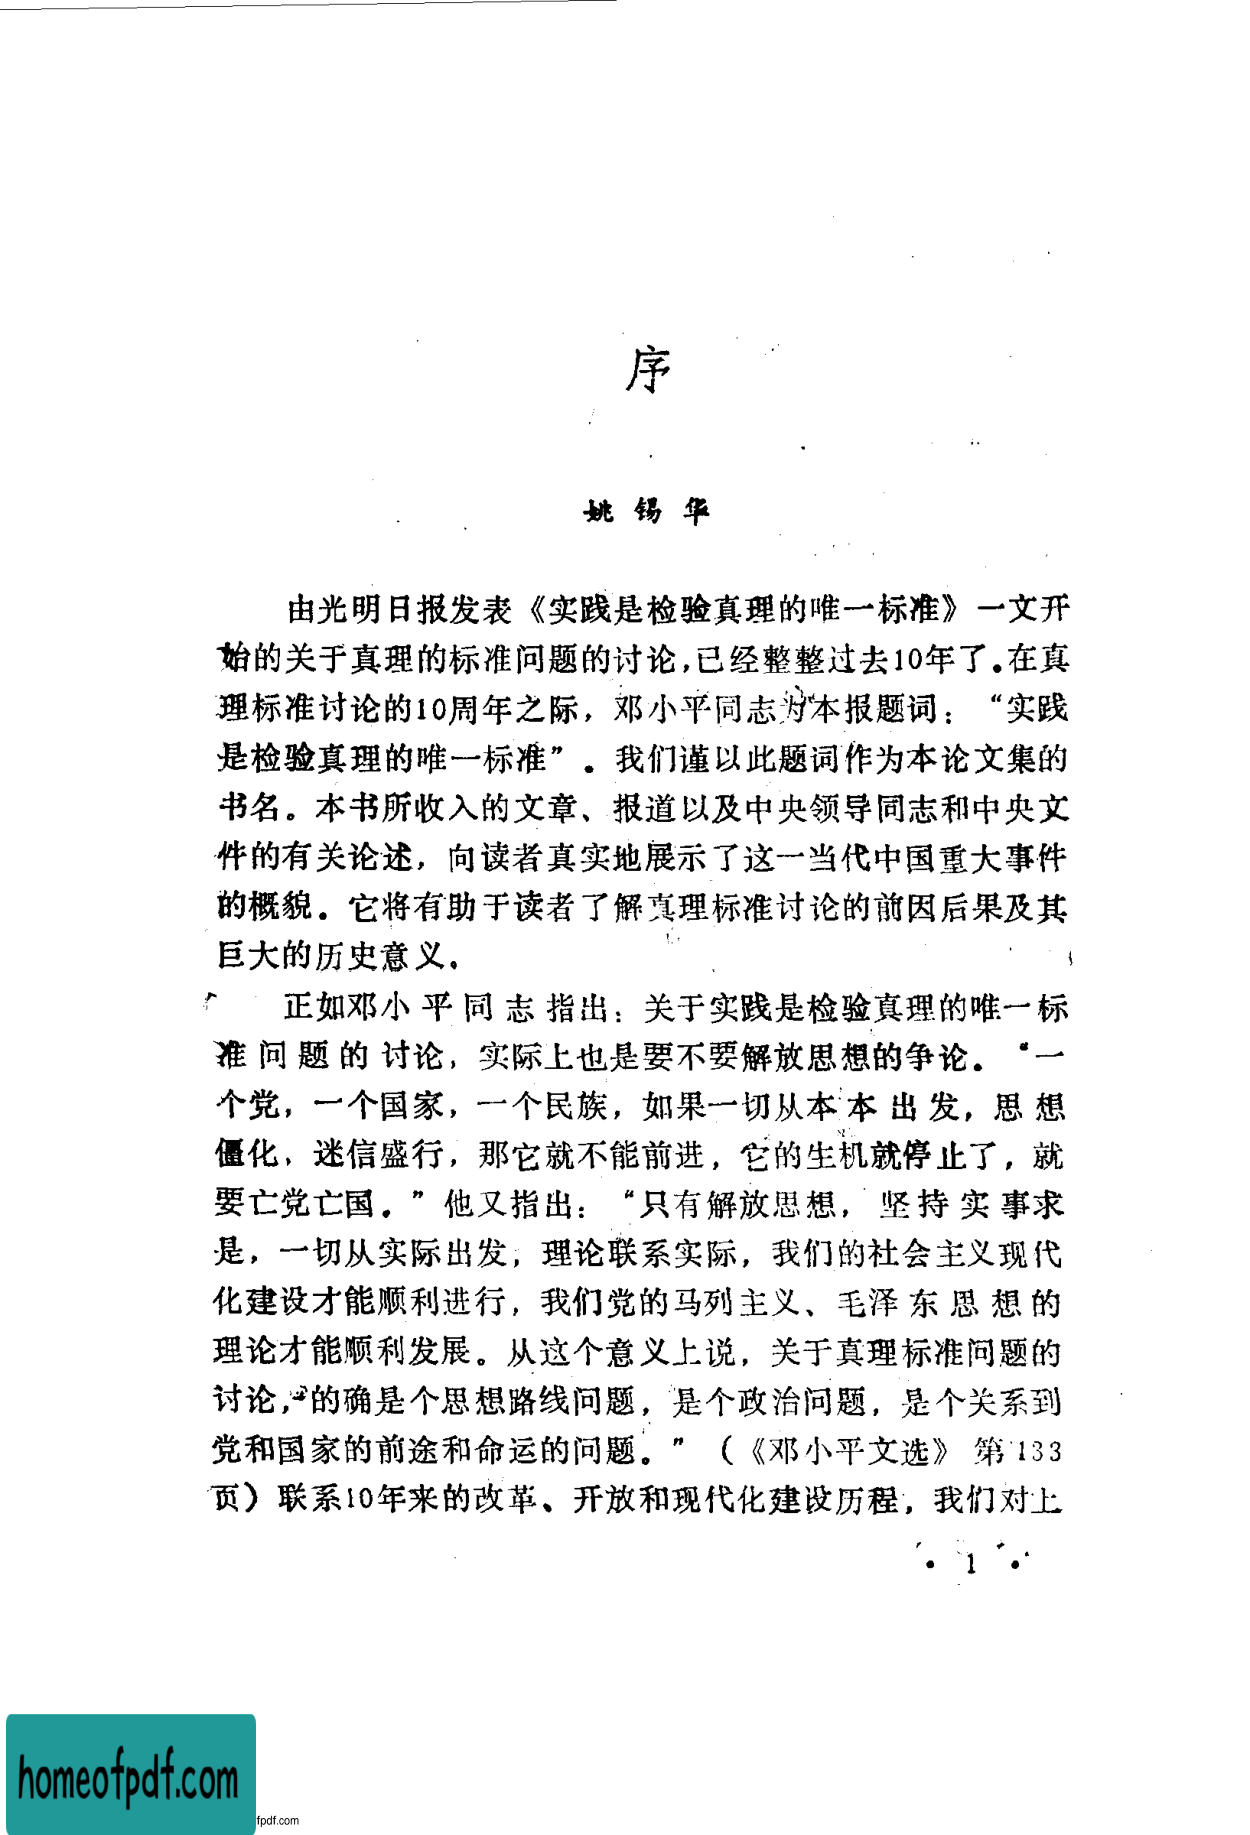 序
姚锡华
由光明日报发表《实践是检验真理的唯一标准》一文开
始的关于真理的标准问题的讨论,已经整整过去10年了。在真
理标准讨论的10周年之际，邓小平同志为本报题词：“实践
是检验真理的唯一标准”。我们谨以此题词作为本论文集的
书名。本书所收入的文章、报道以及中央领导同志和中央文
件的有关论述，向读者真实地展示了这一当代中国重大事件
的概貌。它将有助于读者了解真理标准讨论的前因后果及其
巨大的历史意义。
正如邓小平同志指出：关于实践是检验真理的唯一标
准问题的讨论，实际上也是要不要解放思想的争论。“一
个党，一个国家，一个民族，如果一切从本本出发，思想
僵化，迷信盛行，那它就不能前进，它的生机就停止了，就
要亡党亡国。”他又指出：“只有解放思想，坚持实事求
是，一切从实际出发，理论联系实际，我们的社会主义现代
化建设才能顺利进行，我们党的马列主义、毛泽东思想的
理论才能顺利发展。从这个意义上说，关于真理标准问题的
讨论，的确是个思想路线问题，是个政治问题，是个关系到
党和国家的前途和命运的问题。”（《邓小平文选》第133
页）联系10年来的改革、开放和现代化建设历程，我们对上
• 1 •
homeofpdf.com
fpdf.com